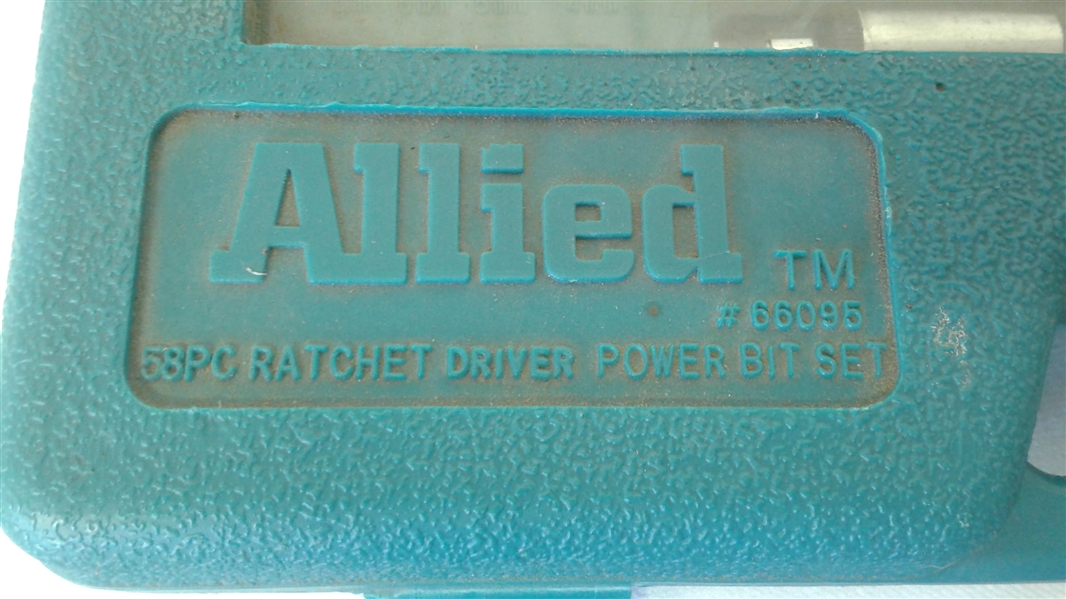 Allied TM
# 66095
58PC RATCHET DRIVER POWER BIT SET